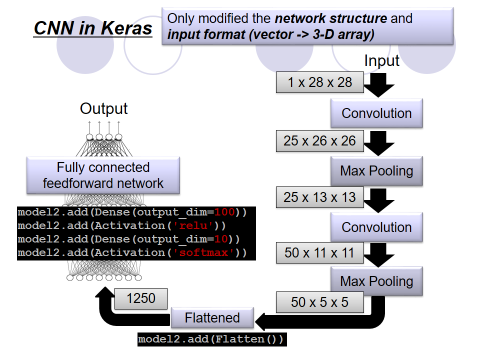 CNN in Keras
Only modified the network structure and
input format (vector -> 3-D array)
Input
1 x 28 x 28
Convolution
25 x 26 x 26
Max Pooling
25 x 13 x 13
Convolution
50 x 11 x 11
Max Pooling
50 x 5 x 5
Output
Fully connected
feedforward network
model2.add(Dense(output_dim=100))
model2.add(Activation('relu'))
model2.add(Dense(output_dim=10))
model2.add(Activation('softmax'))
1250
Flattened
model2.add(Flatten())